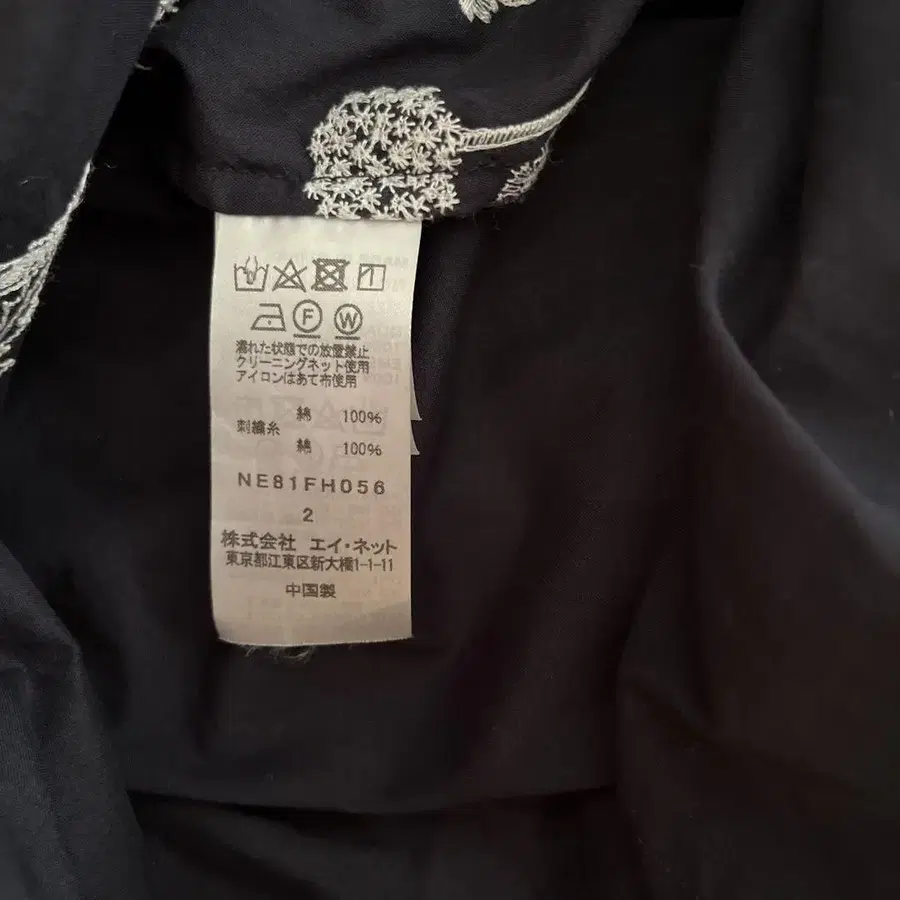 F W
濡れた状態での放置禁止
クリーニングネット使用
アイロンはあて布使用
綿 100%
刺繍糸
綿 100%
NE81FH056
2
株式会社 エイ・ネット
東京都江東区新大橋1-1-11
中国製